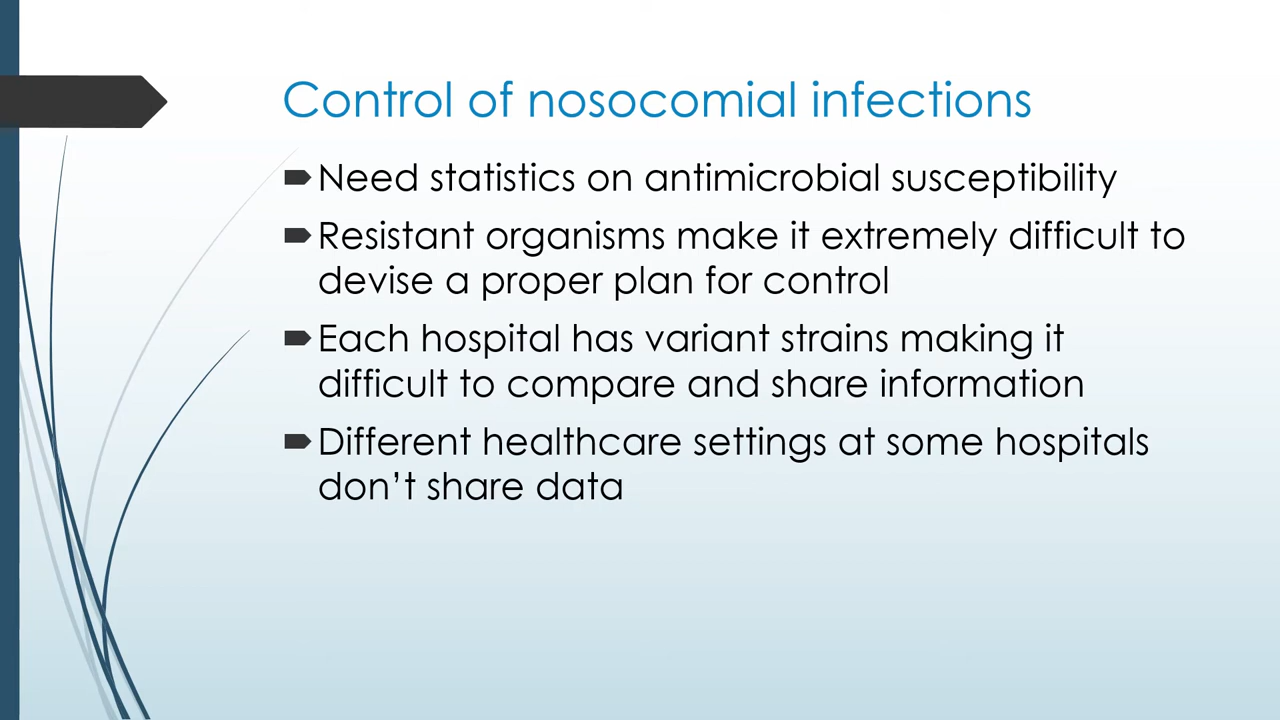 Control of nosocomial infections
Need statistics on antimicrobial susceptibility
Resistant organisms make it extremely difficult to
devise a proper plan for control
Each hospital has variant strains making it
difficult to compare and share information
Different healthcare settings at some hospitals
don’t share data